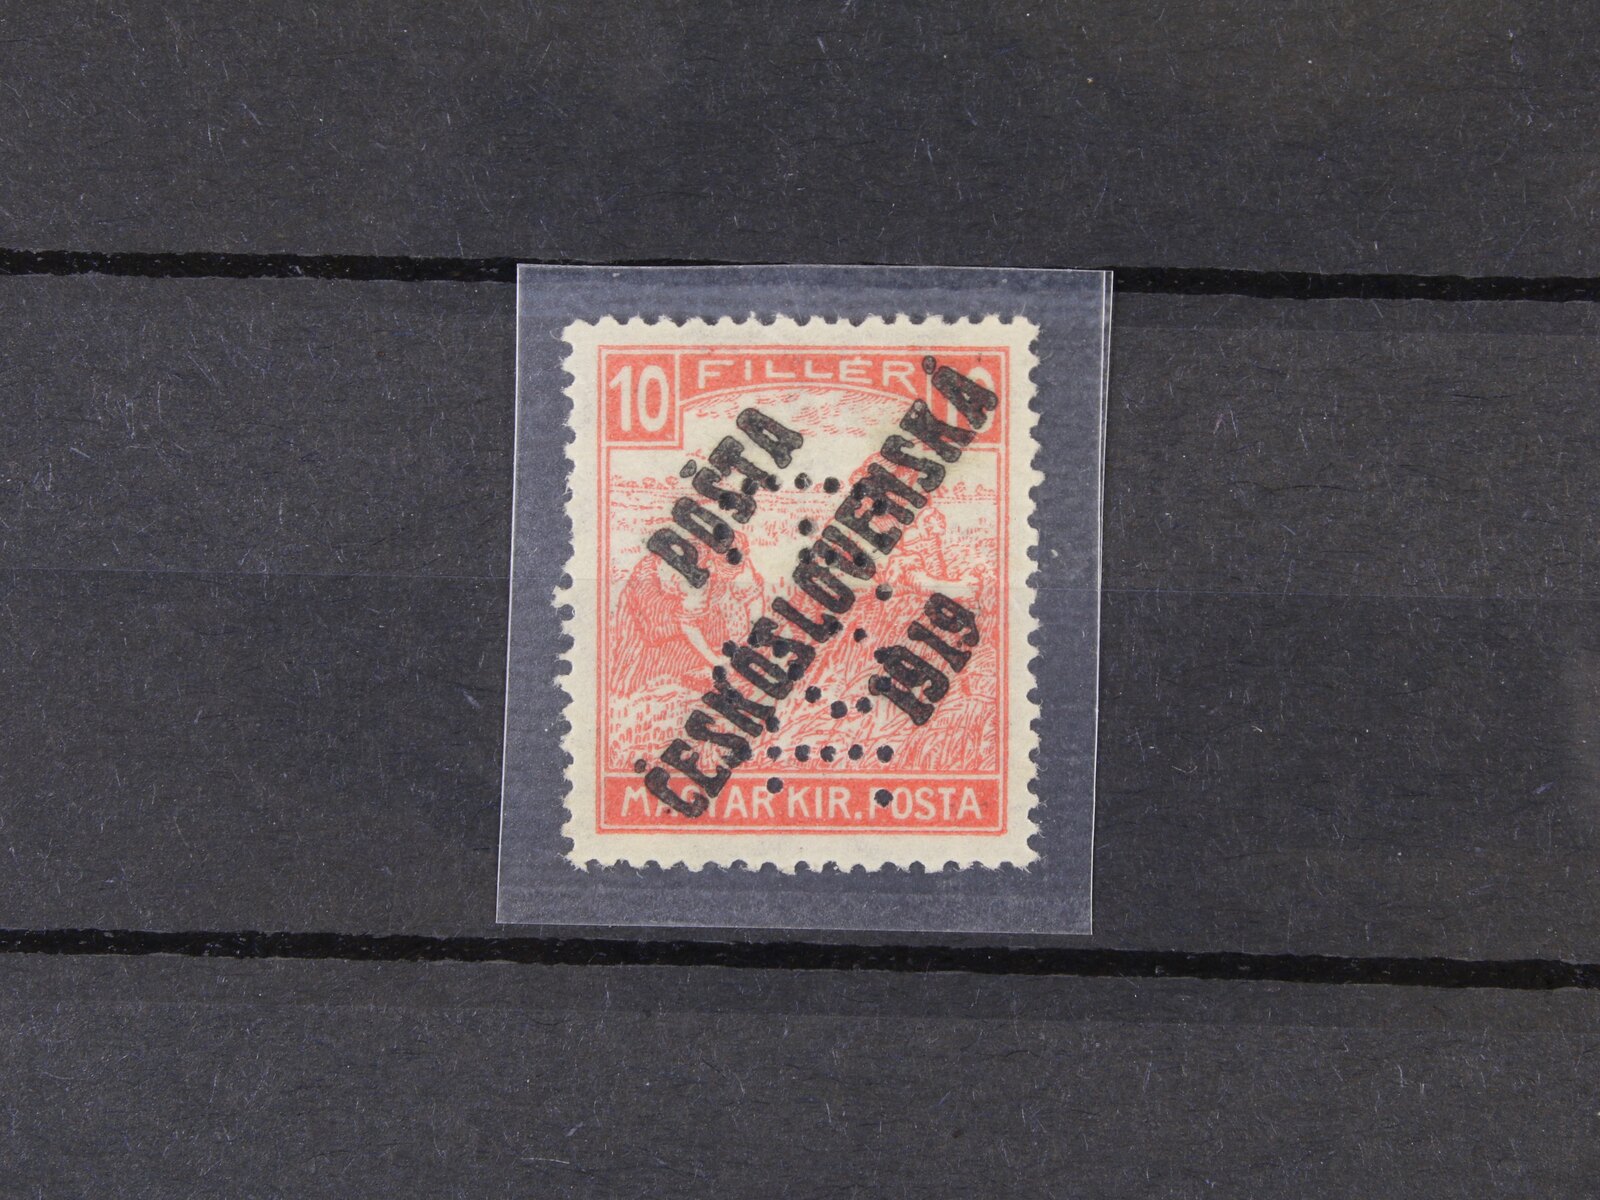 10 FILLÉR 10
POŠTA
ČESKOSLOVENSKÁ
1919
MAGYAR KIR. POSTA